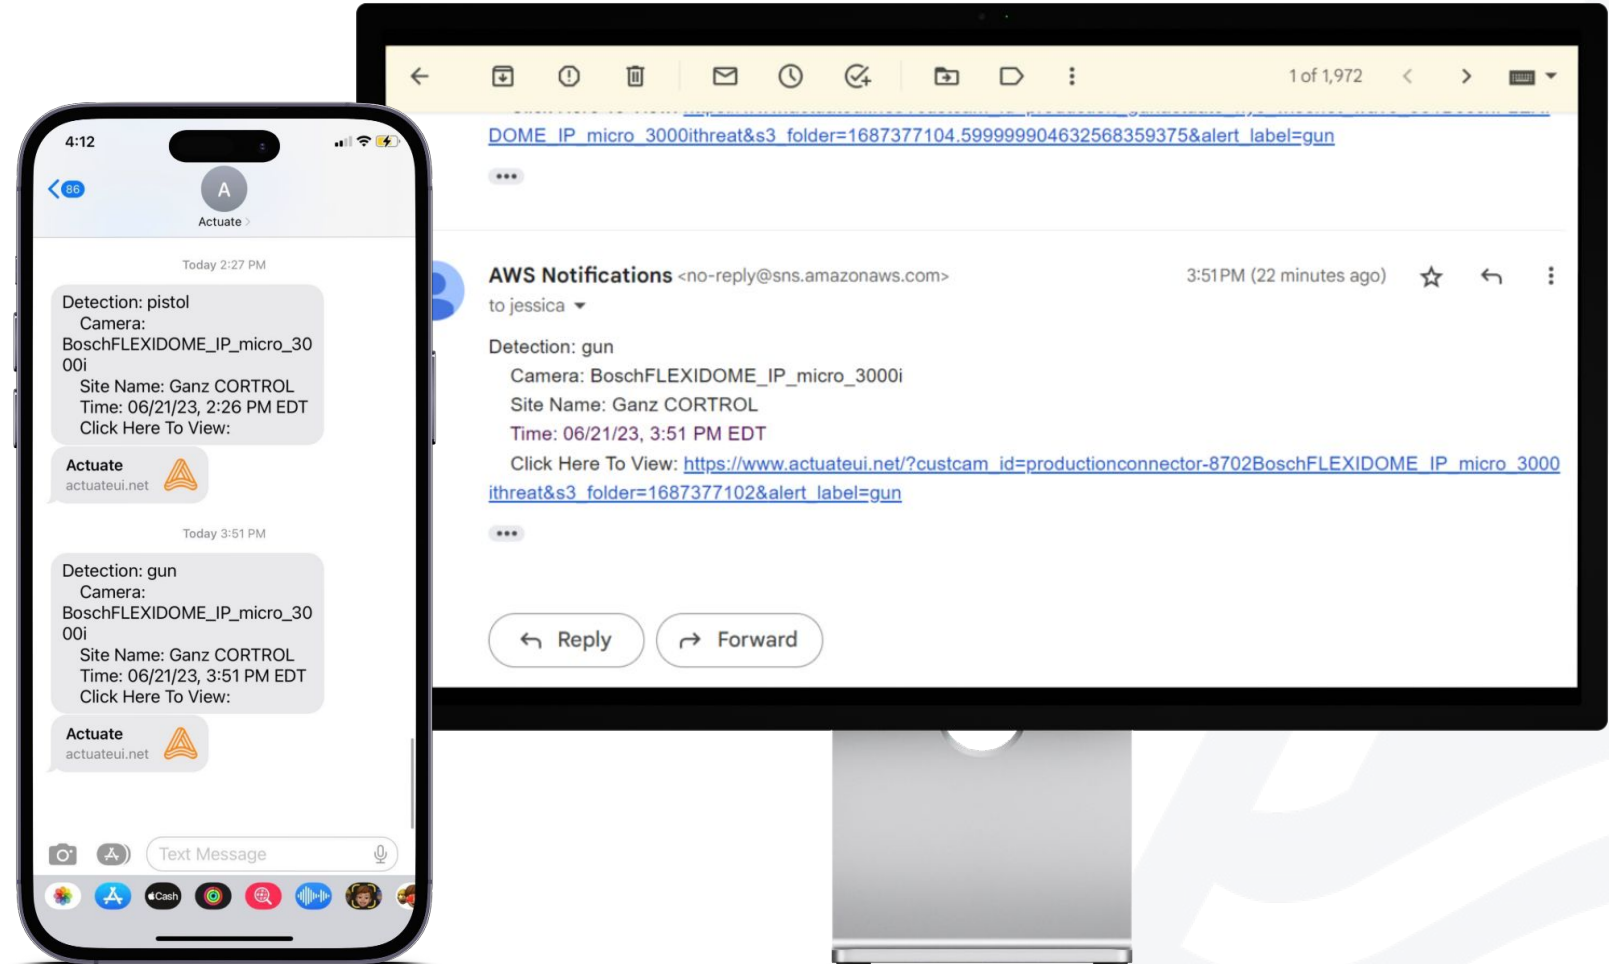 4:12
86
A
Actuate
Today 2:27 PM
Detection: pistol
Camera:
BoschFLEXIDOME_IP_micro_30
00i
Site Name: Ganz CORTROL
Time: 06/21/23, 2:26 PM EDT
Click Here To View:
Actuate
actuateui.net
Today 3:51 PM
Detection: gun
Camera:
BoschFLEXIDOME_IP_micro_30
00i
Site Name: Ganz CORTROL
Time: 06/21/23, 3:51 PM EDT
Click Here To View:
Actuate
actuateui.net
Text Message
Cash
1 of 1,972
DOME_IP_micro_3000ithreat&s3_folder=1687377104.599999904632568359375&alert_label=gun
AWS Notifications <no-reply@sns.amazonaws.com>
3:51 PM (22 minutes ago)
to jessica
Detection: gun
Camera: BoschFLEXIDOME_IP_micro_3000i
Site Name: Ganz CORTROL
Time: 06/21/23, 3:51 PM EDT
Click Here To View: https://www.actuateui.net/?custcam_id=productionconnector-8702BoschFLEXIDOME_IP_micro_3000
ithreat&s3_folder=1687377102&alert_label=gun
Reply
Forward